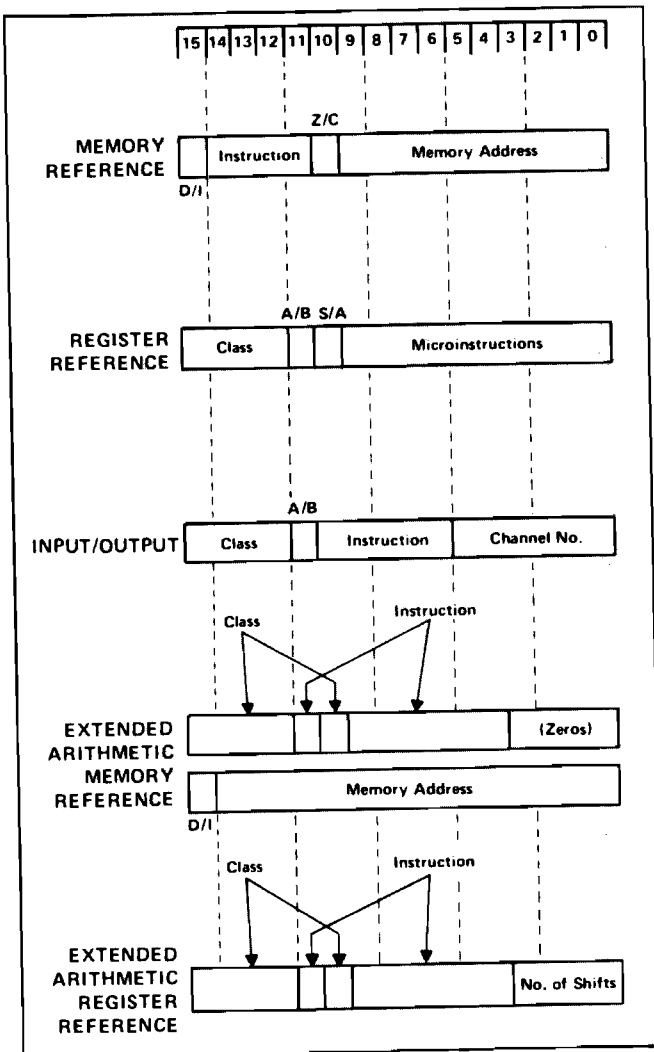 15 14 13 12 11 10 9 8 7 6 5 4 3 2 1 0
Z/C
MEMORY
REFERENCE
Instruction
Memory Address
D/I
A/B S/A
REGISTER
REFERENCE
Class
Microinstructions
A/B
INPUT/OUTPUT
Class
Instruction
Channel No.
Class
Instruction
EXTENDED
ARITHMETIC
MEMORY
REFERENCE
(Zeros)
Memory Address
D/I
Class
Instruction
EXTENDED
ARITHMETIC
REGISTER
REFERENCE
No. of Shifts